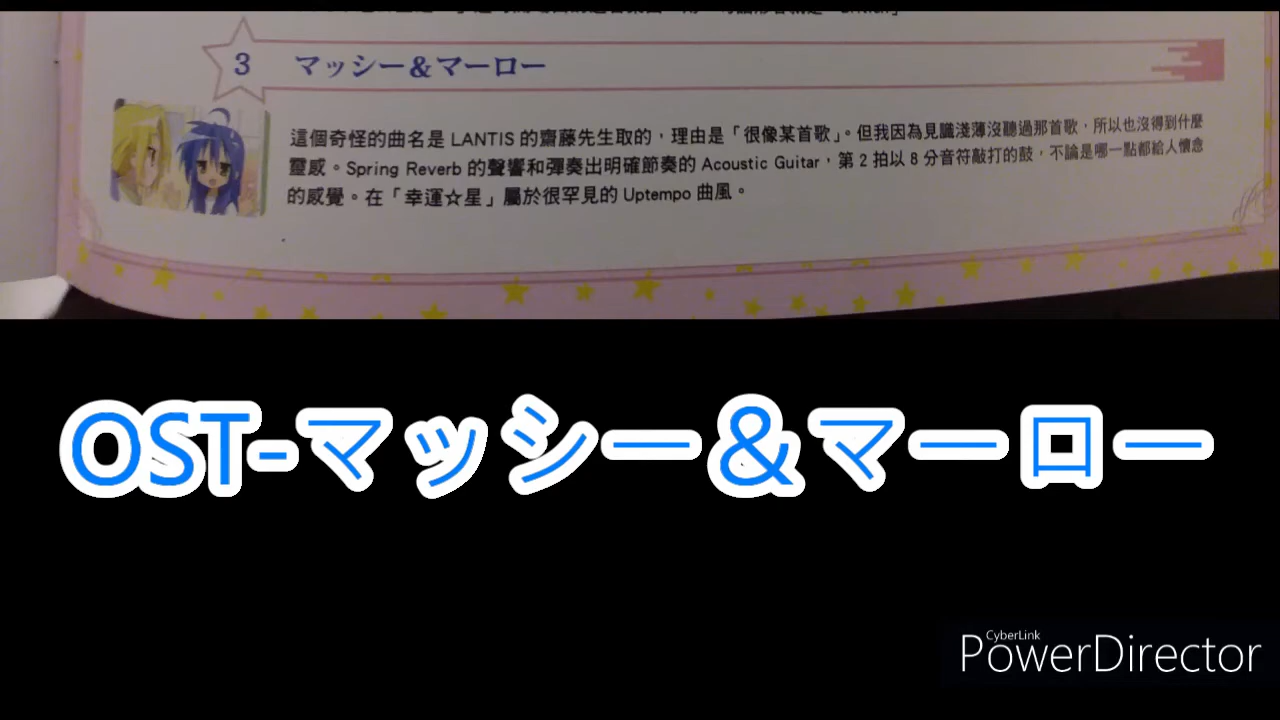 3 マッシー＆マーロー
這個奇怪的曲名是 LANTIS 的齋藤先生取的，理由是「很像某首歌」。但我因為見識淺薄沒聽過那首歌，所以也沒得到什麼
靈感。Spring Reverb 的聲響和彈奏出明確節奏的 Acoustic Guitar，第 2 拍以 8 分音符敲打的鼓，不論是哪一點都給人懷念
的感覺。在「幸運☆星」屬於很罕見的 Uptempo 曲風。
OST-マッシー＆マーロー
CyberLink
PowerDirector